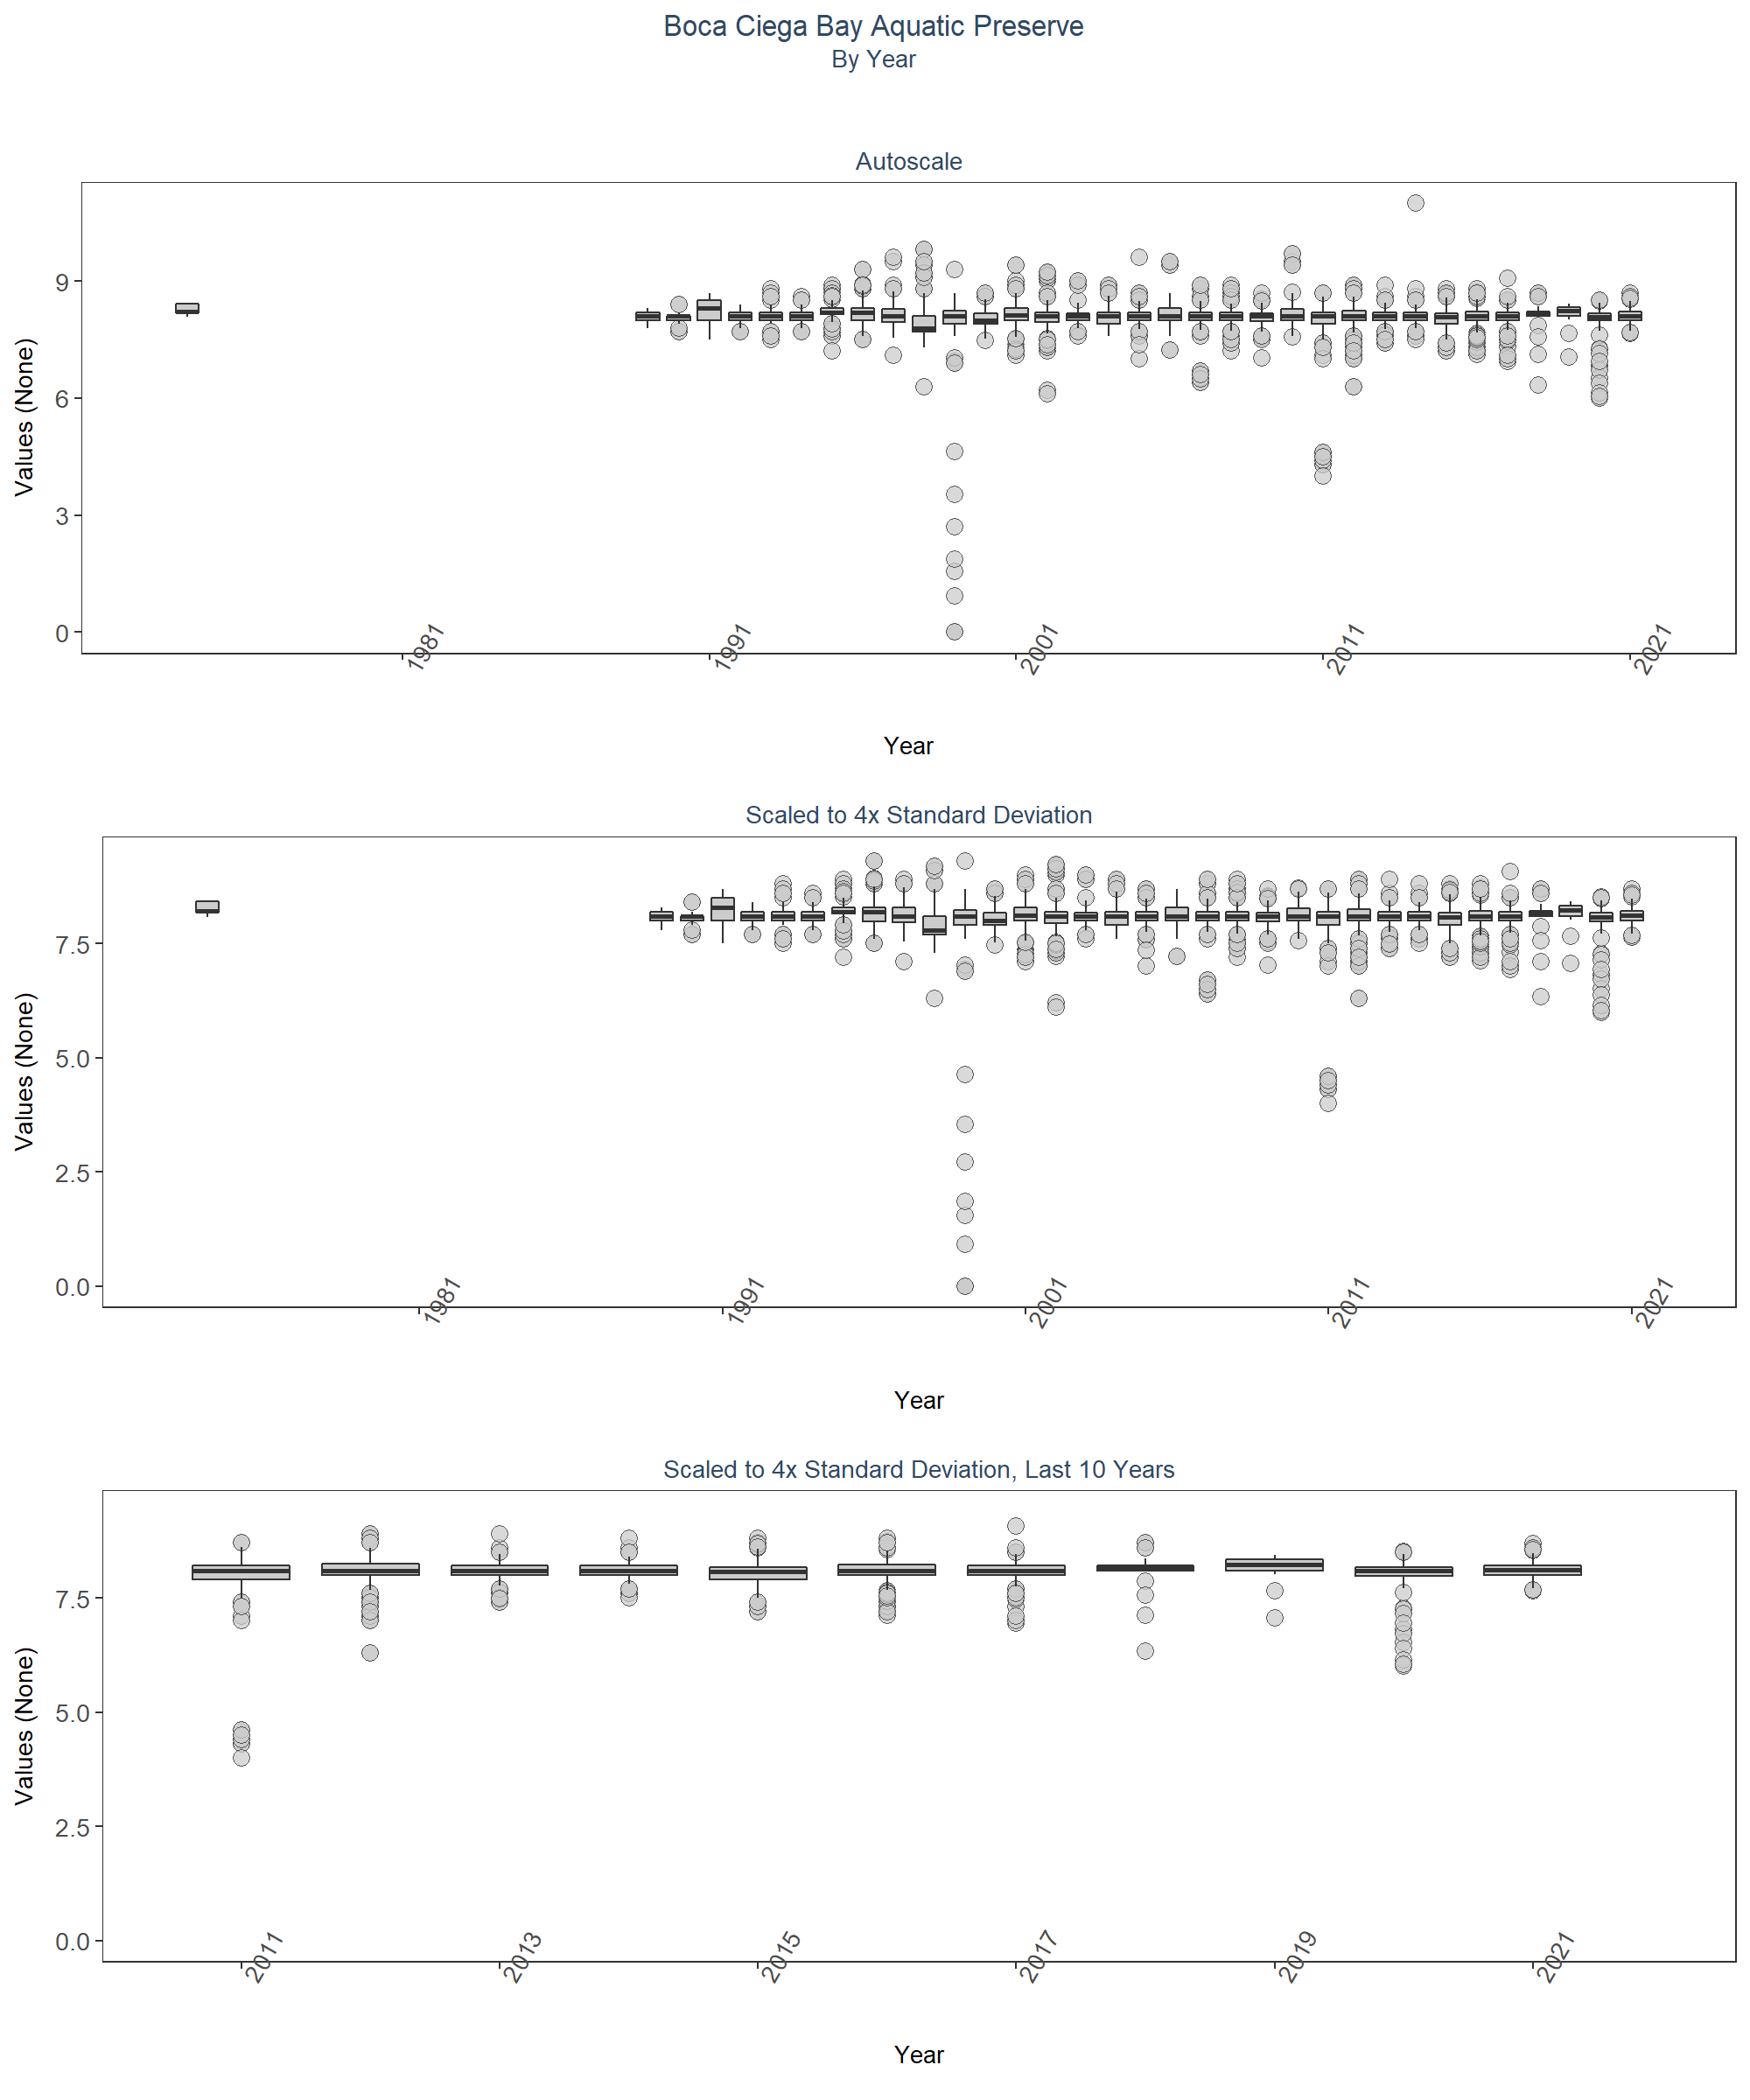 Boca Ciega Bay Aquatic Preserve
By Year
Autoscale
Values (None)
9
6
3
0
1981
1991
2001
2011
2021
Year
Scaled to 4x Standard Deviation
Values (None)
7.5
5.0
2.5
0.0
1981
1991
2001
2011
2021
Year
Scaled to 4x Standard Deviation, Last 10 Years
Values (None)
7.5
5.0
2.5
0.0
2011
2013
2015
2017
2019
2021
Year